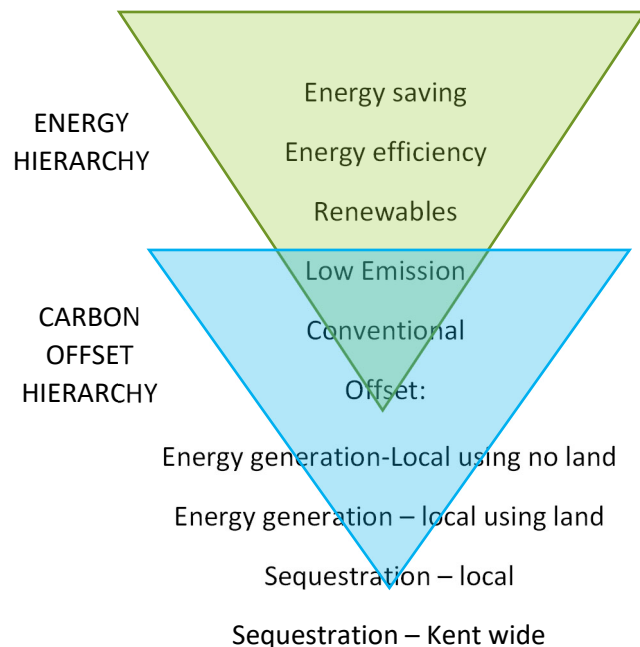 Energy saving
ENERGY
HIERARCHY
Energy efficiency
Renewables
Low Emission
CARBON
OFFSET
HIERARCHY
Conventional
Offset:
Energy generation-Local using no land
Energy generation – local using land
Sequestration – local
Sequestration – Kent wide